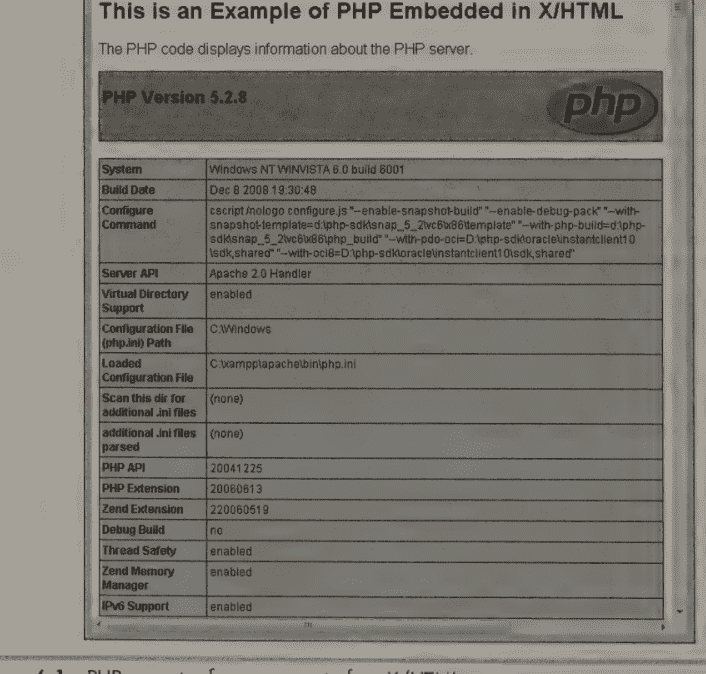 This is an Example of PHP Embedded in X/HTML
The PHP code displays information about the PHP server.
PHP Version 5.2.8
php
System Windows NT WINVISTA 6.0 build 6001
Build Date Dec 8 2008 19:30:48
Configure Command cscript /nologo configure.js "--enable-snapshot-build" "--enable-debug-pack" "--with-
snapshot-template=d:\php-sdk\snap_5_2\vc6\x86\template" "--with-php-build=d:\php-
sdk\snap_5_2\vc6\x86\php_build" "--with-pdo-oci=D:\php-sdk\oracle\instantclient10
\sdk,shared" "--with-oci8=D:\php-sdk\oracle\instantclient10\sdk,shared"
Server API Apache 2.0 Handler
Virtual Directory
Support enabled
Configuration File
(php.ini) Path C:\Windows
Loaded
Configuration File C:\xampp\apache\bin\php.ini
Scan this dir for
additional .ini files (none)
additional .ini files
parsed (none)
PHP API 20041225
PHP Extension 20060613
Zend Extension 220060519
Debug Build no
Thread Safety enabled
Zend Memory
Manager enabled
IPv6 Support enabled